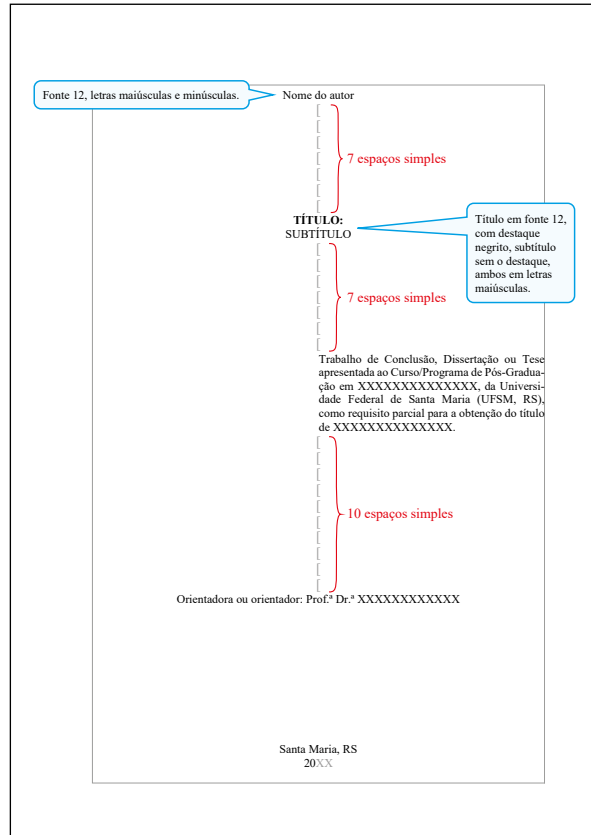 Fonte 12, letras maiúsculas e minúsculas.
Nome do autor
[
[
[
[
[
[
[
7 espaços simples
TÍTULO:
SUBTÍTULO
Título em fonte 12,
com destaque
negrito, subtítulo
sem o destaque,
ambos em letras
maiúsculas.
[
[
[
[
[
[
[
7 espaços simples
Trabalho de Conclusão, Dissertação ou Tese
apresentada ao Curso/Programa de Pós-Gradua-
ção em XXXXXXXXXXXXXX, da Universi-
dade Federal de Santa Maria (UFSM, RS),
como requisito parcial para a obtenção do título
de XXXXXXXXXXXXXX.
[
[
[
[
[
[
[
[
[
[
10 espaços simples
Orientadora ou orientador: Prof.ª Dr.ª XXXXXXXXXXXX
Santa Maria, RS
20XX